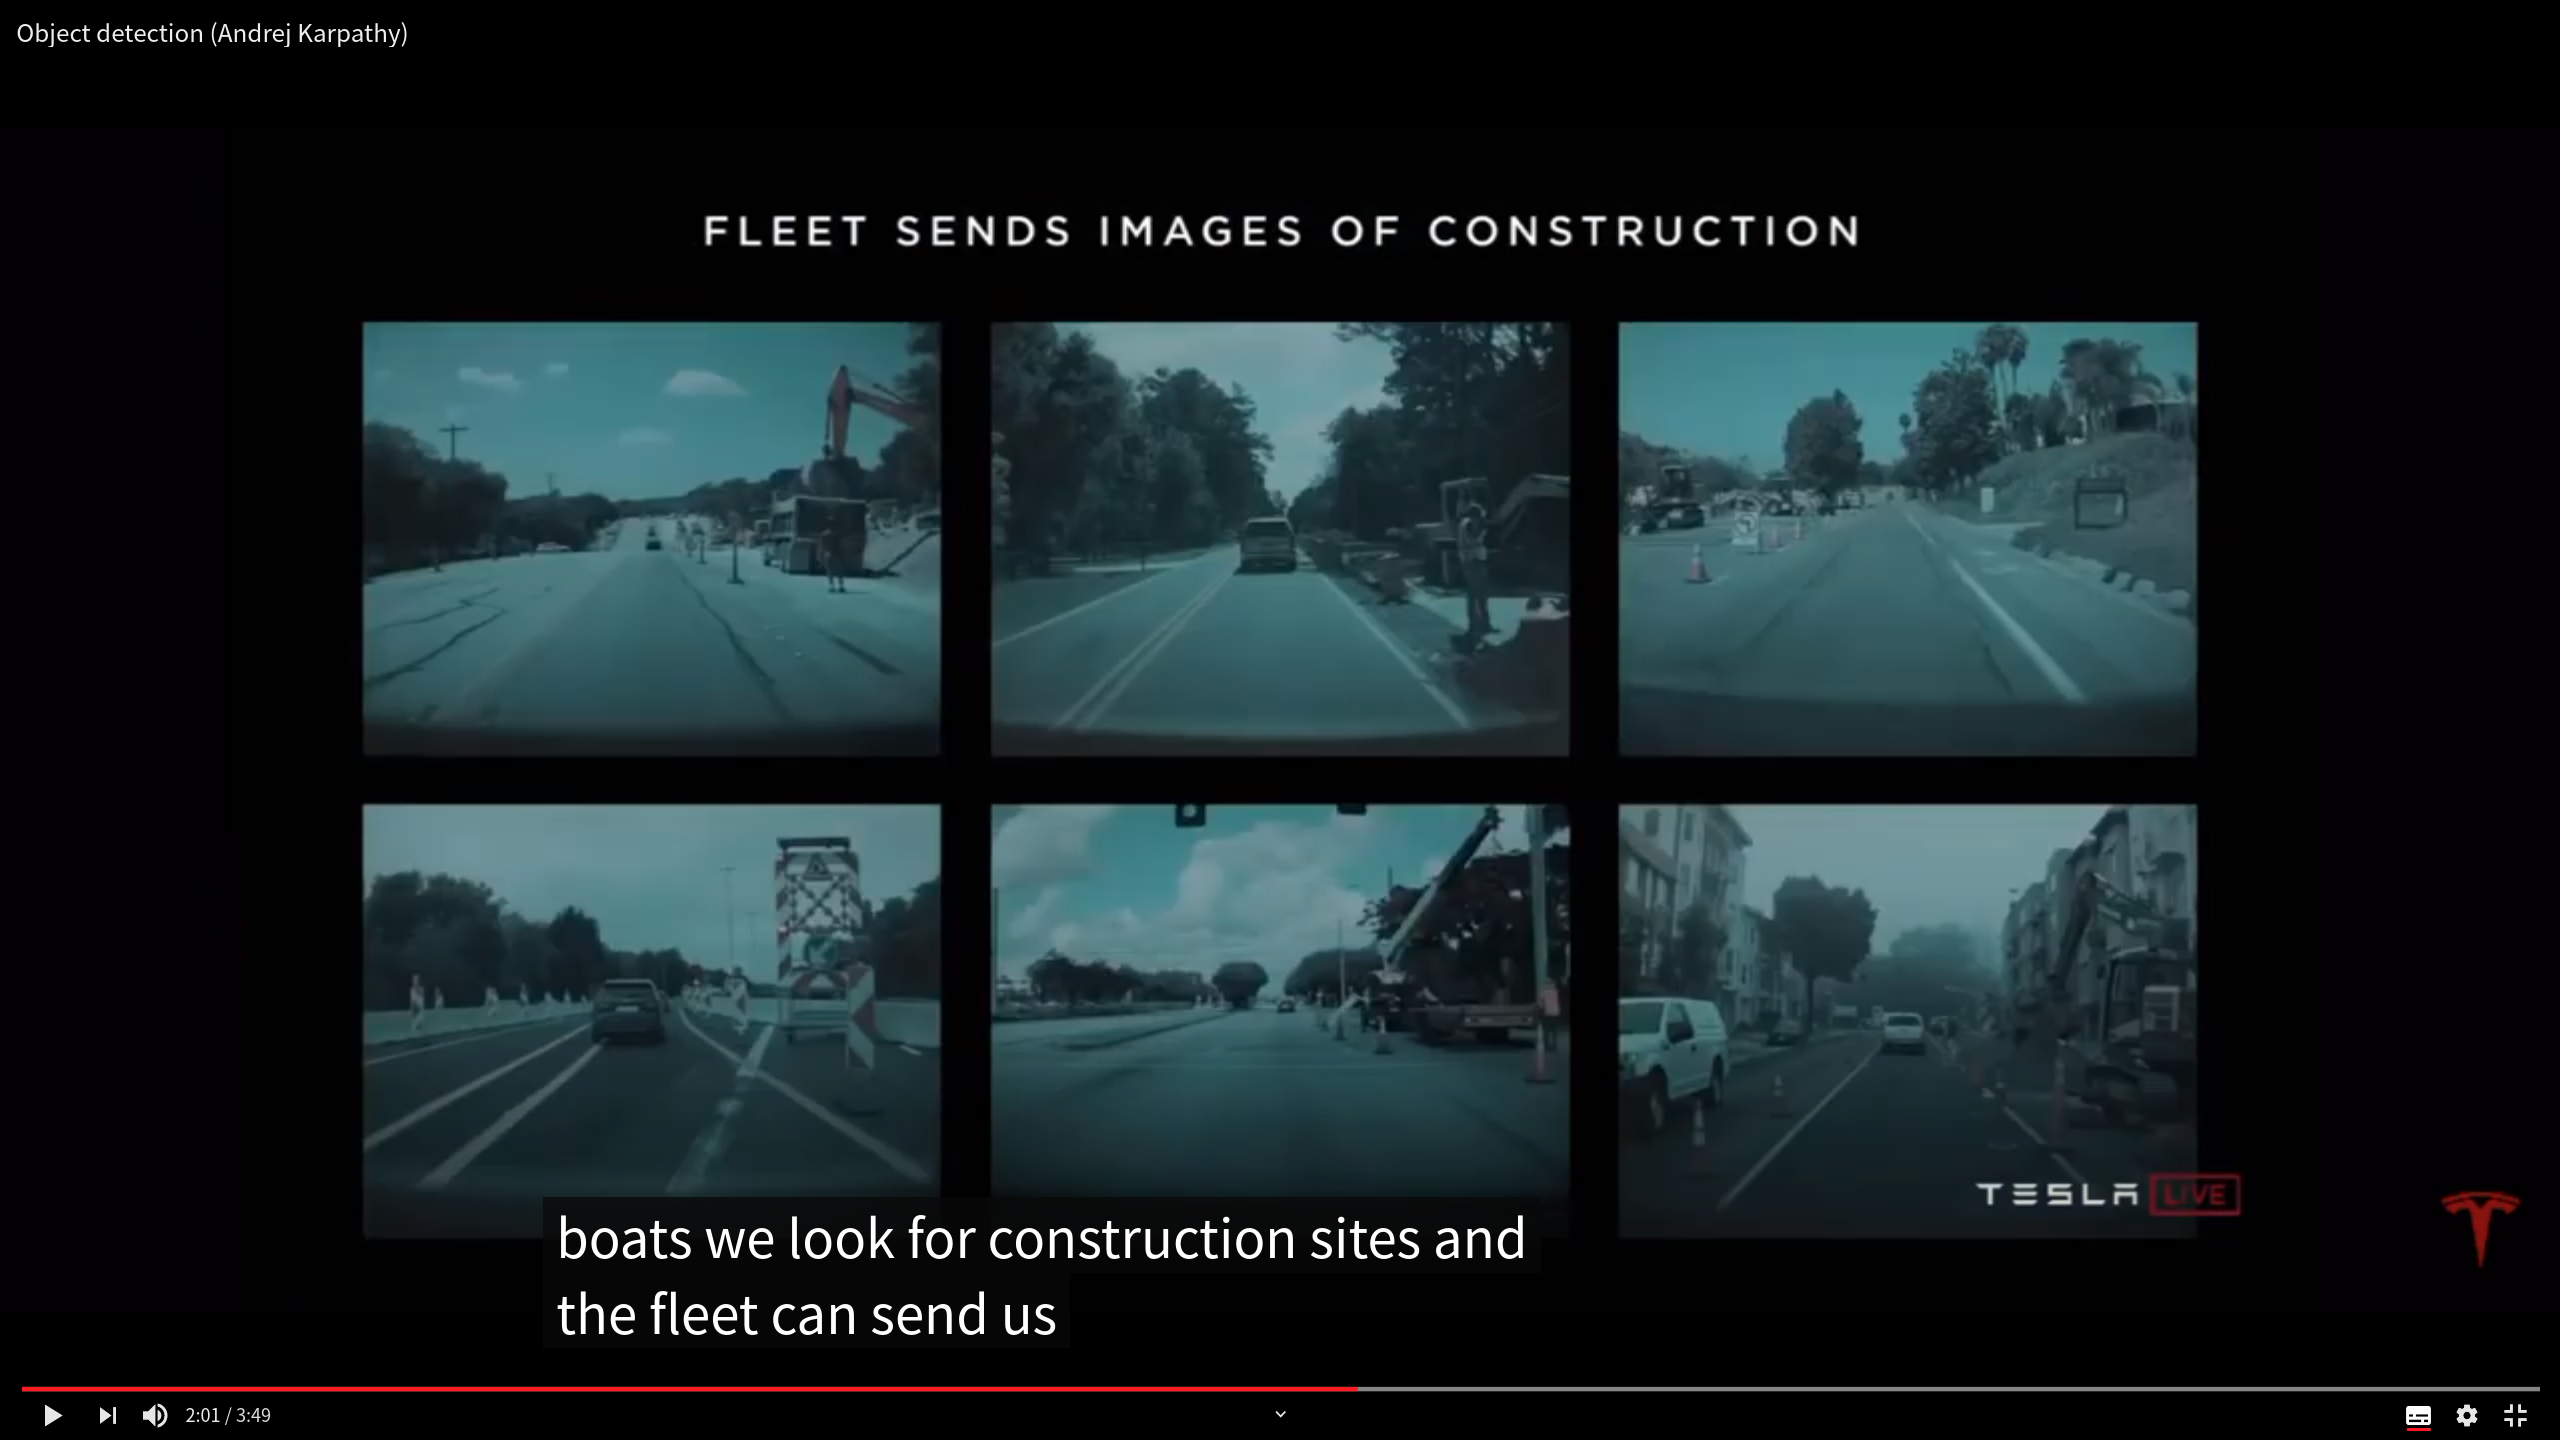 Object detection (Andrej Karpathy)
FLEET SENDS IMAGES OF CONSTRUCTION
TESLA LIVE
boats we look for construction sites and
the fleet can send us
2:01 / 3:49